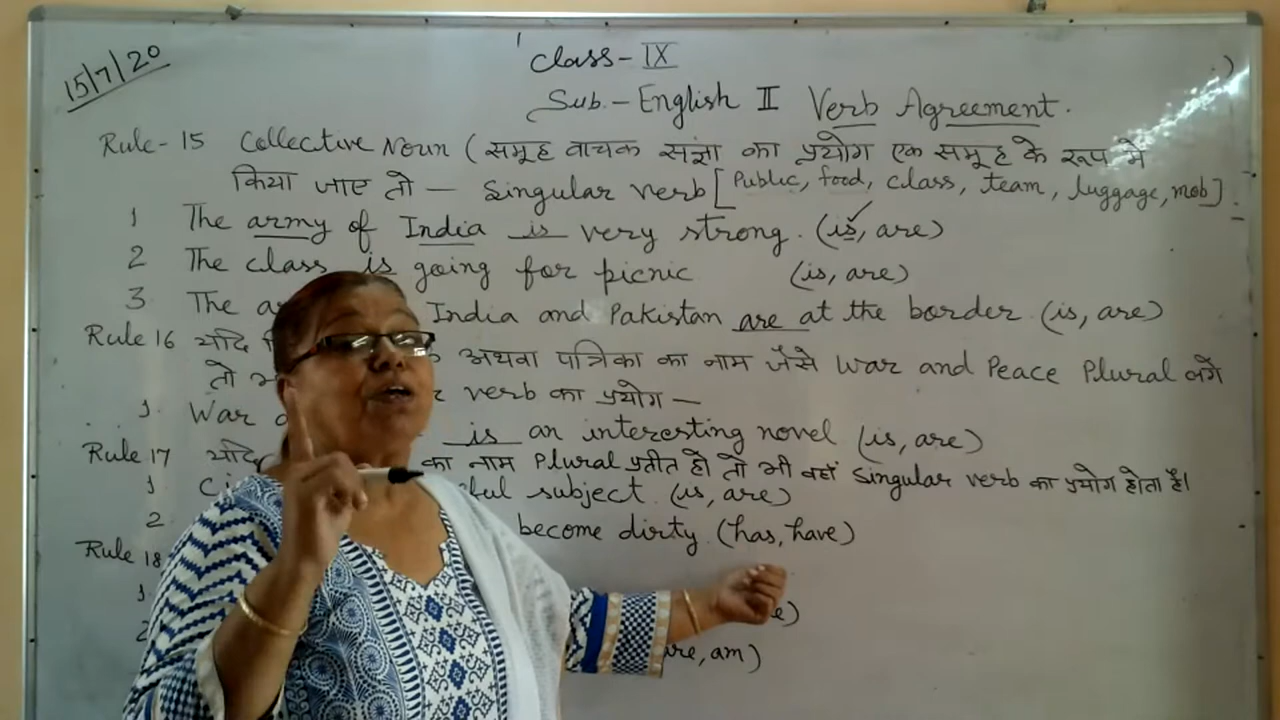 15/7/20
Class - IX
Sub. - English II Verb Agreement.
Rule - 15 Collective Noun (समूह वाचक संज्ञा का प्रयोग एक समूह के रूप मे
किया जाए तो — Singular verb [Public, food, class, team, luggage, mob].
1 The army of India is very strong. (is, are)
2 The class is going for picnic (is, are)
3 The India and Pakistan are at the border. (is, are)
Rule 16 यदि अथवा पत्रिका का नाम जैसे War and Peace Plural लगे
तो verb का प्रयोग —
1. War is an interesting novel (is, are)
Rule 17 यदि का नाम Plural प्रतीत हो तो भी वहां Singular verb का प्रयोग होता है।
1 subject. (is, are)
2 become dirty. (has, have)
Rule 18
1
2 am)